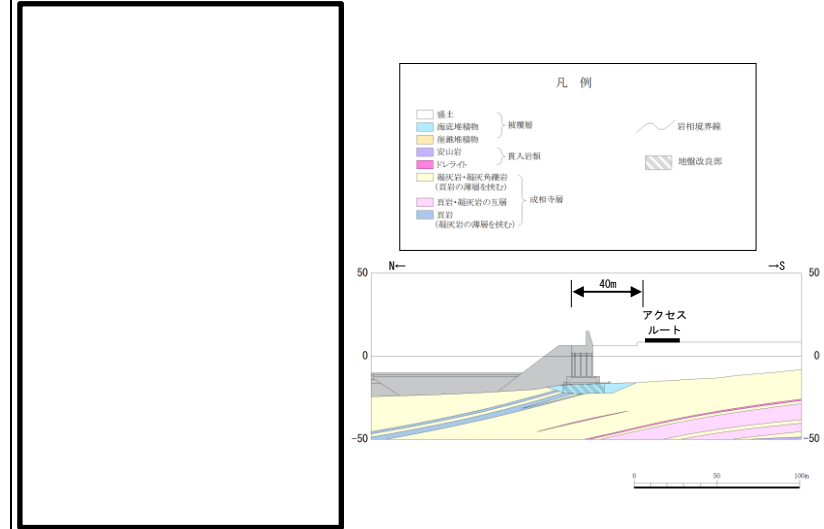 凡 例
盛土
海底堆積物
崖錐堆積物
被覆層
安山岩
ドレライト
貫入岩類
凝灰岩・凝灰角礫岩
(頁岩の薄層を挟む)
頁岩・凝灰岩の互層
頁岩
(凝灰岩の薄層を挟む)
成相寺層
岩相境界線
地盤改良部
N←
→S
50
50
40m
アクセス
ルート
0
0
-50
-50
0
50
100m